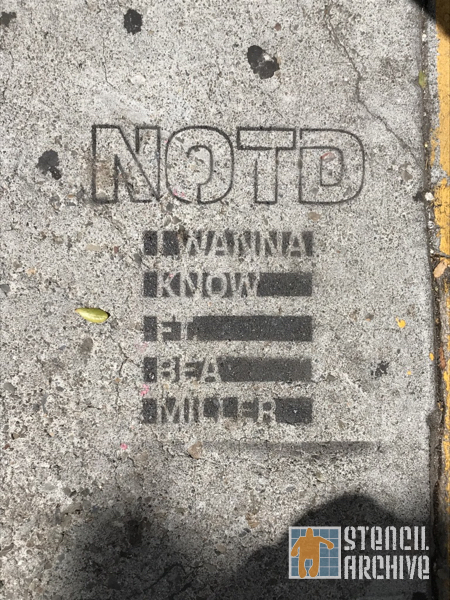 NOTD
I WANNA
KNOW
FT.
BEA
MILLER
STENCIL
ARCHIVE